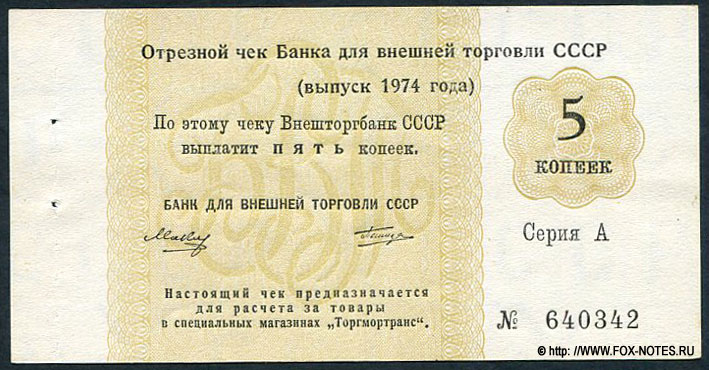 Отрезной чек Банка для внешней торговли СССР
(выпуск 1974 года)
По этому чеку Внешторгбанк СССР
выплатит пять копеек.
5
КОПЕЕК
БАНК ДЛЯ ВНЕШНЕЙ ТОРГОВЛИ СССР
Серия А
Настоящий чек предназначается
для расчета за товары
в специальных магазинах „Торгмортранс“.
№ 640342
© http://WWW.FOX-NOTES.RU